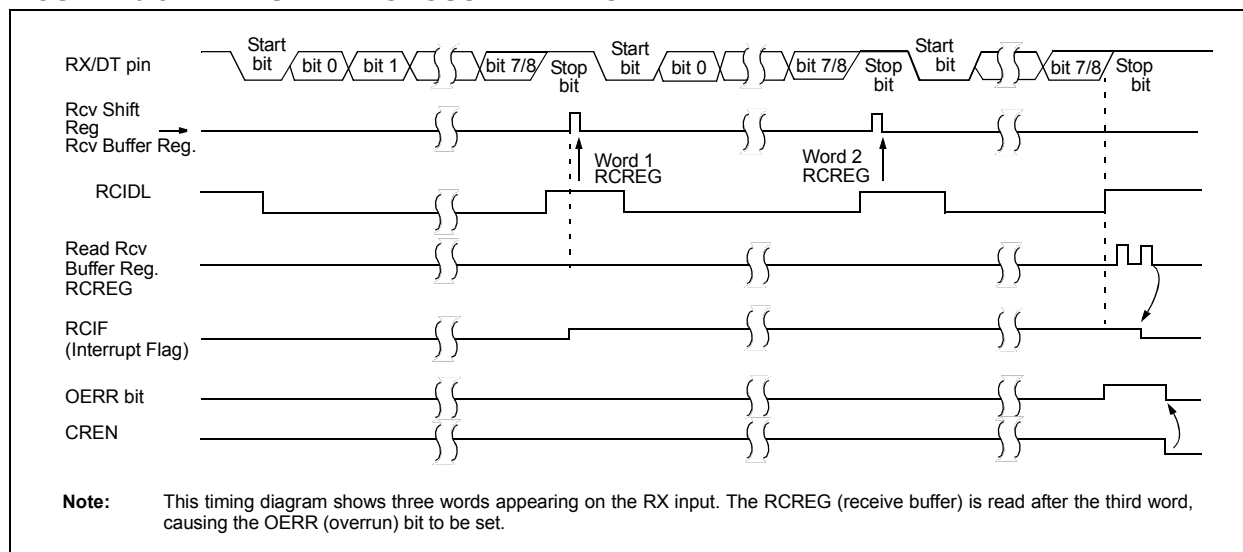 Start bit
bit 0
bit 1
bit 7/8
Stop bit
Start bit
bit 0
bit 7/8
Stop bit
Start bit
bit 7/8
Stop bit
RX/DT pin
Rcv Shift
Reg
Rcv Buffer Reg.
Word 1
RCREG
Word 2
RCREG
RCIDL
Read Rcv
Buffer Reg.
RCREG
RCIF
(Interrupt Flag)
OERR bit
CREN
Note: This timing diagram shows three words appearing on the RX input. The RCREG (receive buffer) is read after the third word,
causing the OERR (overrun) bit to be set.